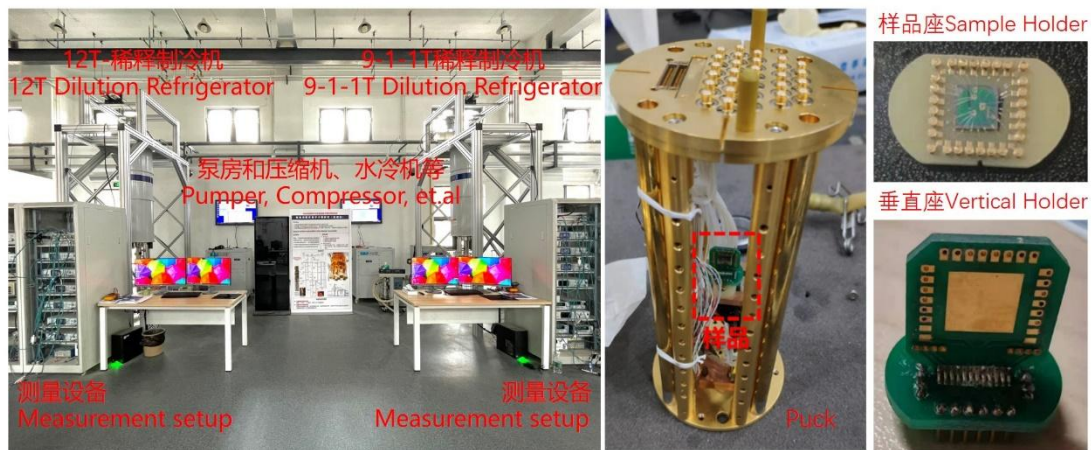 12T-稀释制冷机
12T Dilution Refrigerator
9-1-1T稀释制冷机
9-1-1T Dilution Refrigerator
泵房和压缩机、水冷机等
Pumper, Compressor, et.al
测量设备
Measurement setup
测量设备
Measurement setup
样品
Puck
样品座Sample Holder
垂直座Vertical Holder